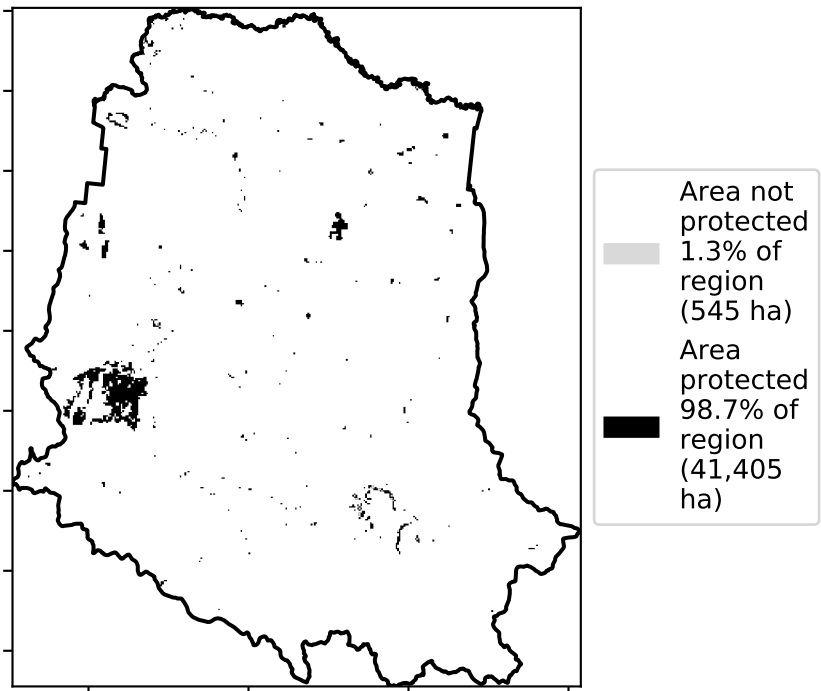 Area not
protected
1.3% of
region
(545 ha)
Area
protected
98.7% of
region
(41,405
ha)